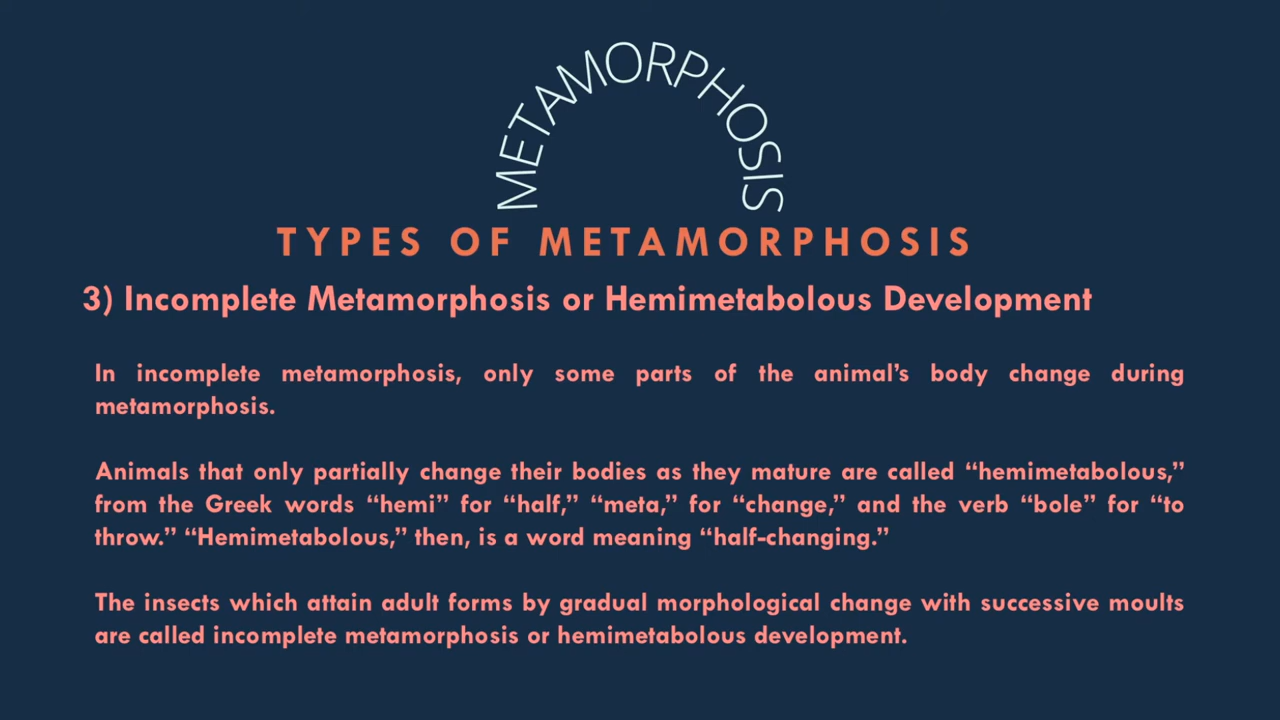 METAMORPHOSIS
TYPES OF METAMORPHOSIS
3) Incomplete Metamorphosis or Hemimetabolous Development
In incomplete metamorphosis, only some parts of the animal’s body change during
metamorphosis.
Animals that only partially change their bodies as they mature are called “hemimetabolous,”
from the Greek words “hemi” for “half,” “meta,” for “change,” and the verb “bole” for “to
throw.” “Hemimetabolous,” then, is a word meaning “half-changing.”
The insects which attain adult forms by gradual morphological change with successive moults
are called incomplete metamorphosis or hemimetabolous development.